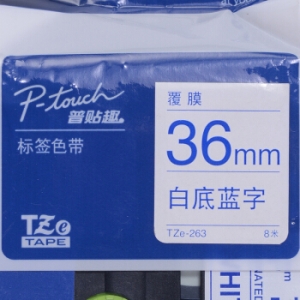 P-touch
普贴趣®
标签色带
TZe
TAPE
覆膜
36mm
白底蓝字
TZe-263
8米